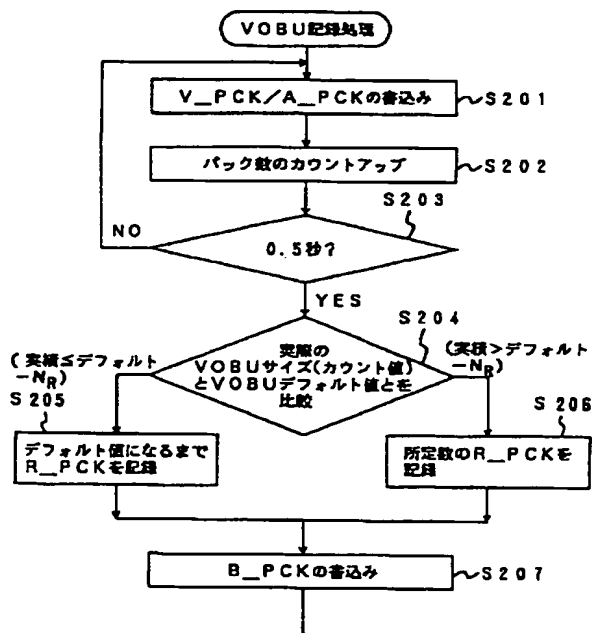 VOBU記録処理
V＿PCK／A＿PCKの書込み
S201
パック数のカウントアップ
S202
S203
NO
0.5秒？
YES
S204
実際の
VOBUサイズ(カウント値)
とVOBUデフォルト値とを
比較
(実績≦デフォルト
－NR)
(実績＞デフォルト
－NR)
S205
デフォルト値になるまで
R＿PCKを記録
S206
所定数のR＿PCKを
記録
B＿PCKの書込み
S207